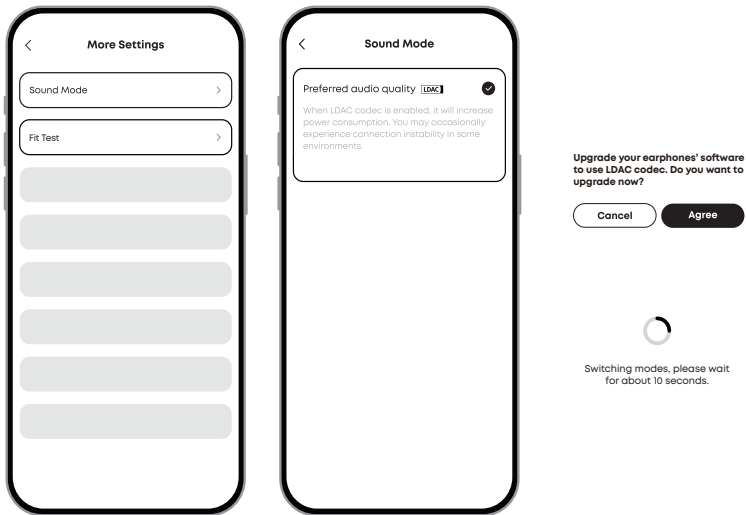 More Settings
Sound Mode
Fit Test
Sound Mode
Preferred audio quality LDAC
When LDAC codec is enabled, it will increase
power consumption. You may occasionally
experience connection instability in some
environments.
Upgrade your earphones’ software
to use LDAC codec. Do you want to
upgrade now?
Cancel
Agree
Switching modes, please wait
for about 10 seconds.